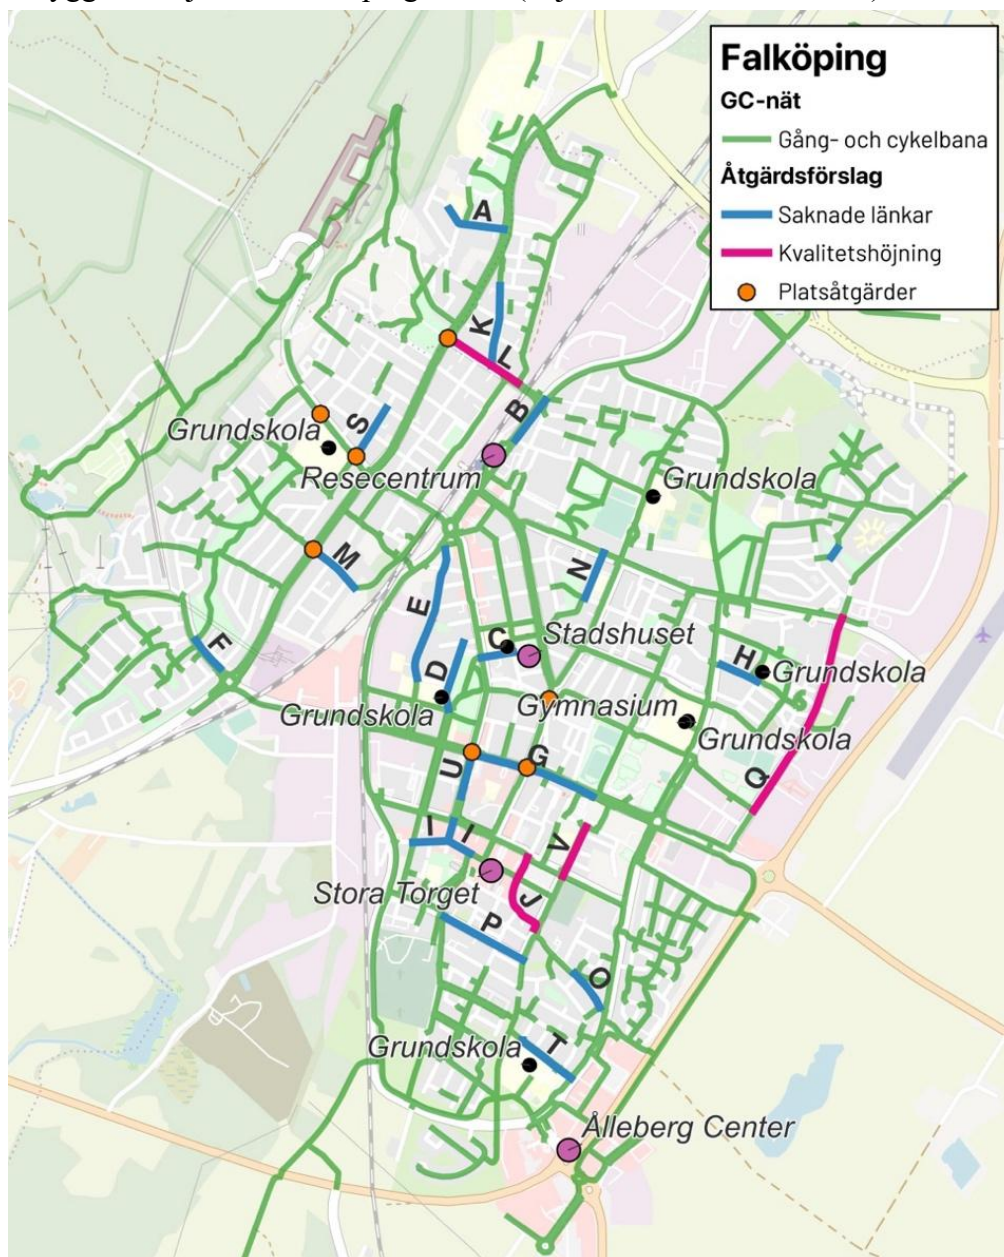 Falköping
GC-nät
Gång- och cykelbana
Åtgärdsförslag
Saknade länkar
Kvalitetshöjning
Platsåtgärder
A
K
L
B
S
Grundskola
Resecentrum
Grundskola
M
N
E
F
C
Stadshuset
D
H
Grundskola
Grundskola
Gymnasium
Grundskola
U
G
Q
I
I
V
Stora Torget
J
P
O
T
Grundskola
Ålleberg Center